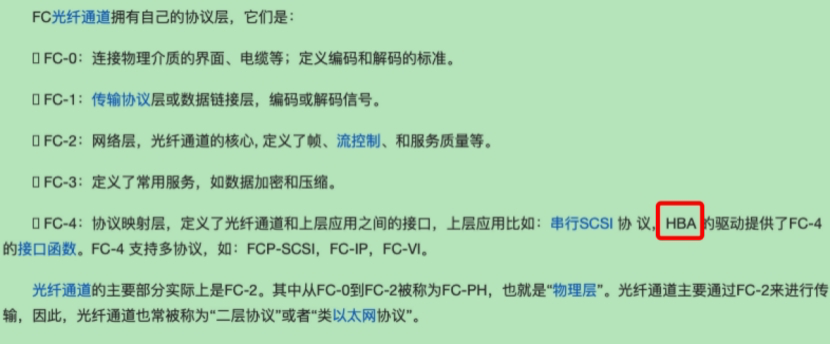 FC光纤通道拥有自己的协议层，它们是：
▯ FC-0：连接物理介质的界面、电缆等；定义编码和解码的标准。
▯ FC-1：传输协议层或数据链接层，编码或解码信号。
▯ FC-2：网络层，光纤通道的核心, 定义了帧、流控制、和服务质量等。
▯ FC-3：定义了常用服务，如数据加密和压缩。
▯ FC-4：协议映射层，定义了光纤通道和上层应用之间的接口，上层应用比如：串行SCSI 协 议，HBA 的驱动提供了FC-4
的接口函数。FC-4 支持多协议，如：FCP-SCSI，FC-IP，FC-VI。
光纤通道的主要部分实际上是FC-2。其中从FC-0到FC-2被称为FC-PH，也就是“物理层”。光纤通道主要通过FC-2来进行传
输，因此，光纤通道也常被称为“二层协议”或者“类以太网协议”。